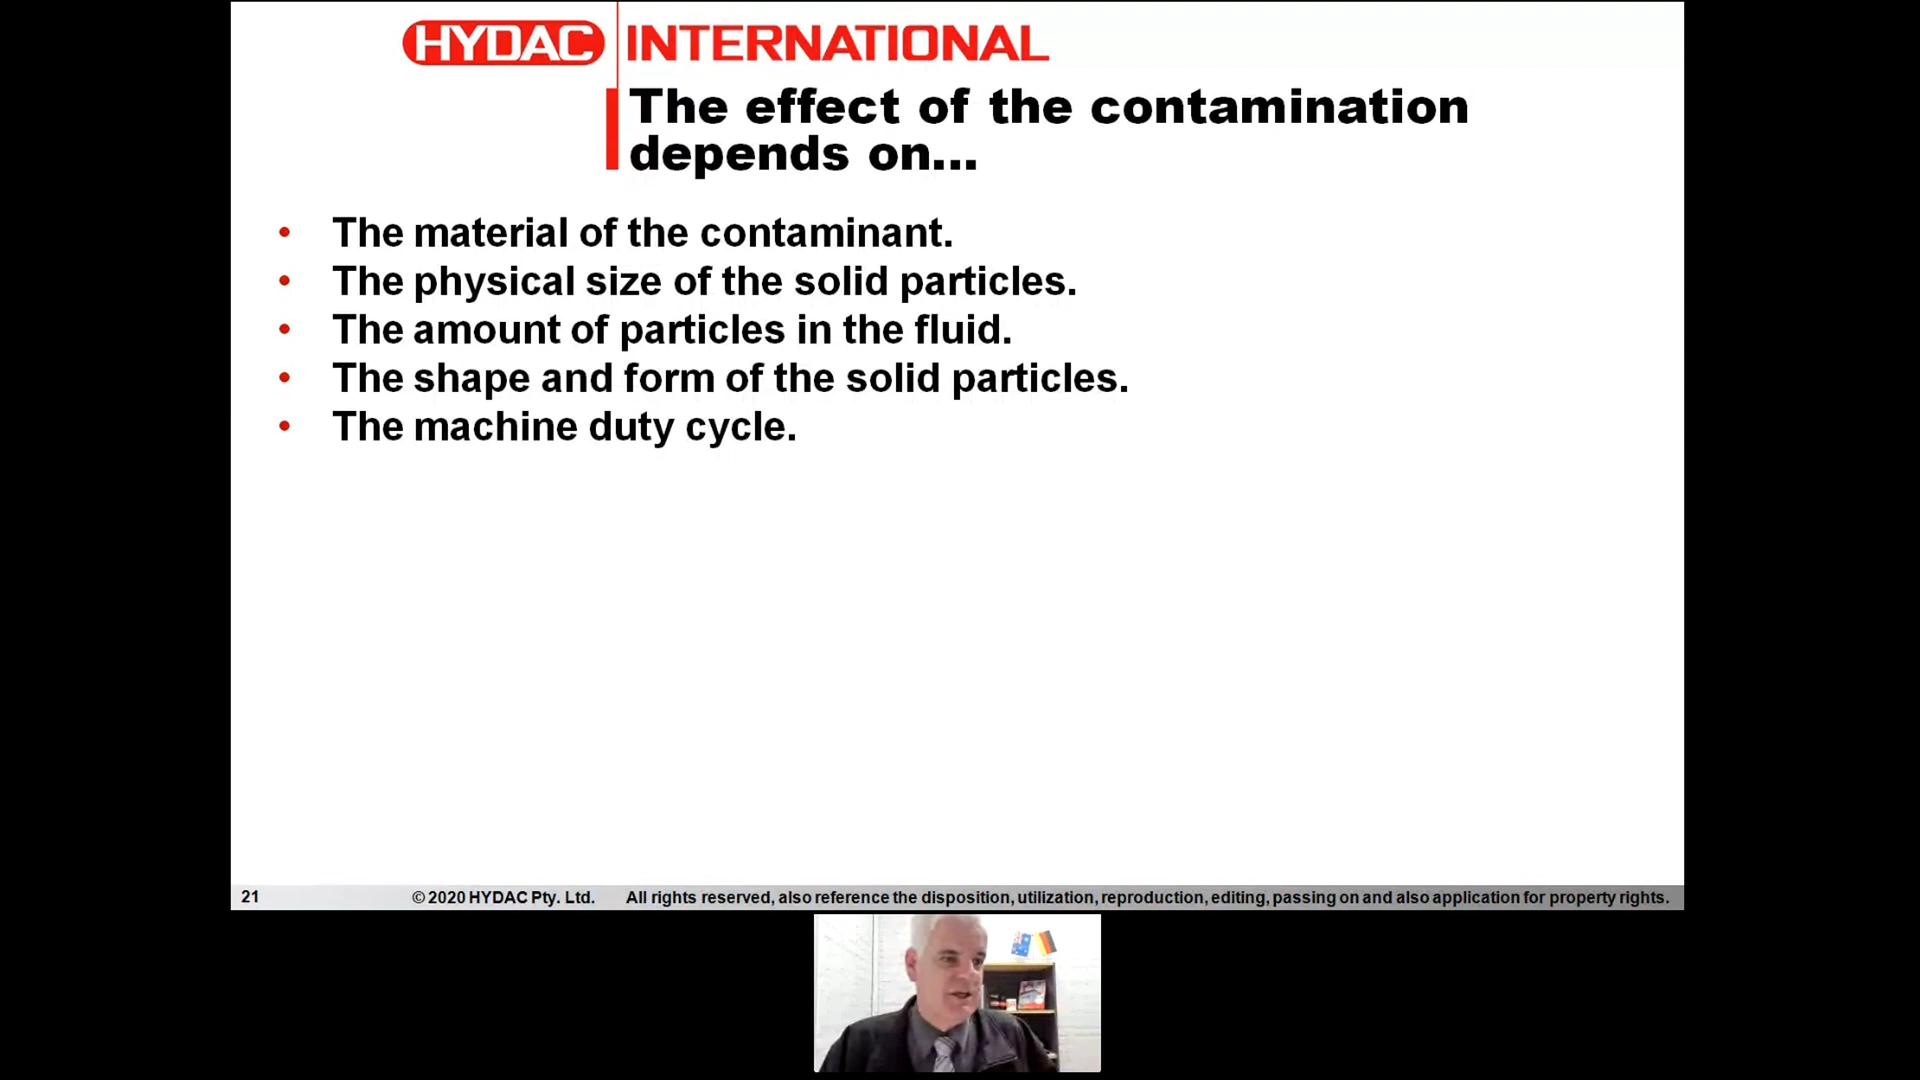 HYDAC INTERNATIONAL
The effect of the contamination
depends on...
• The material of the contaminant.
• The physical size of the solid particles.
• The amount of particles in the fluid.
• The shape and form of the solid particles.
• The machine duty cycle.
21 © 2020 HYDAC Pty. Ltd. All rights reserved, also reference the disposition, utilization, reproduction, editing, passing on and also application for property rights.